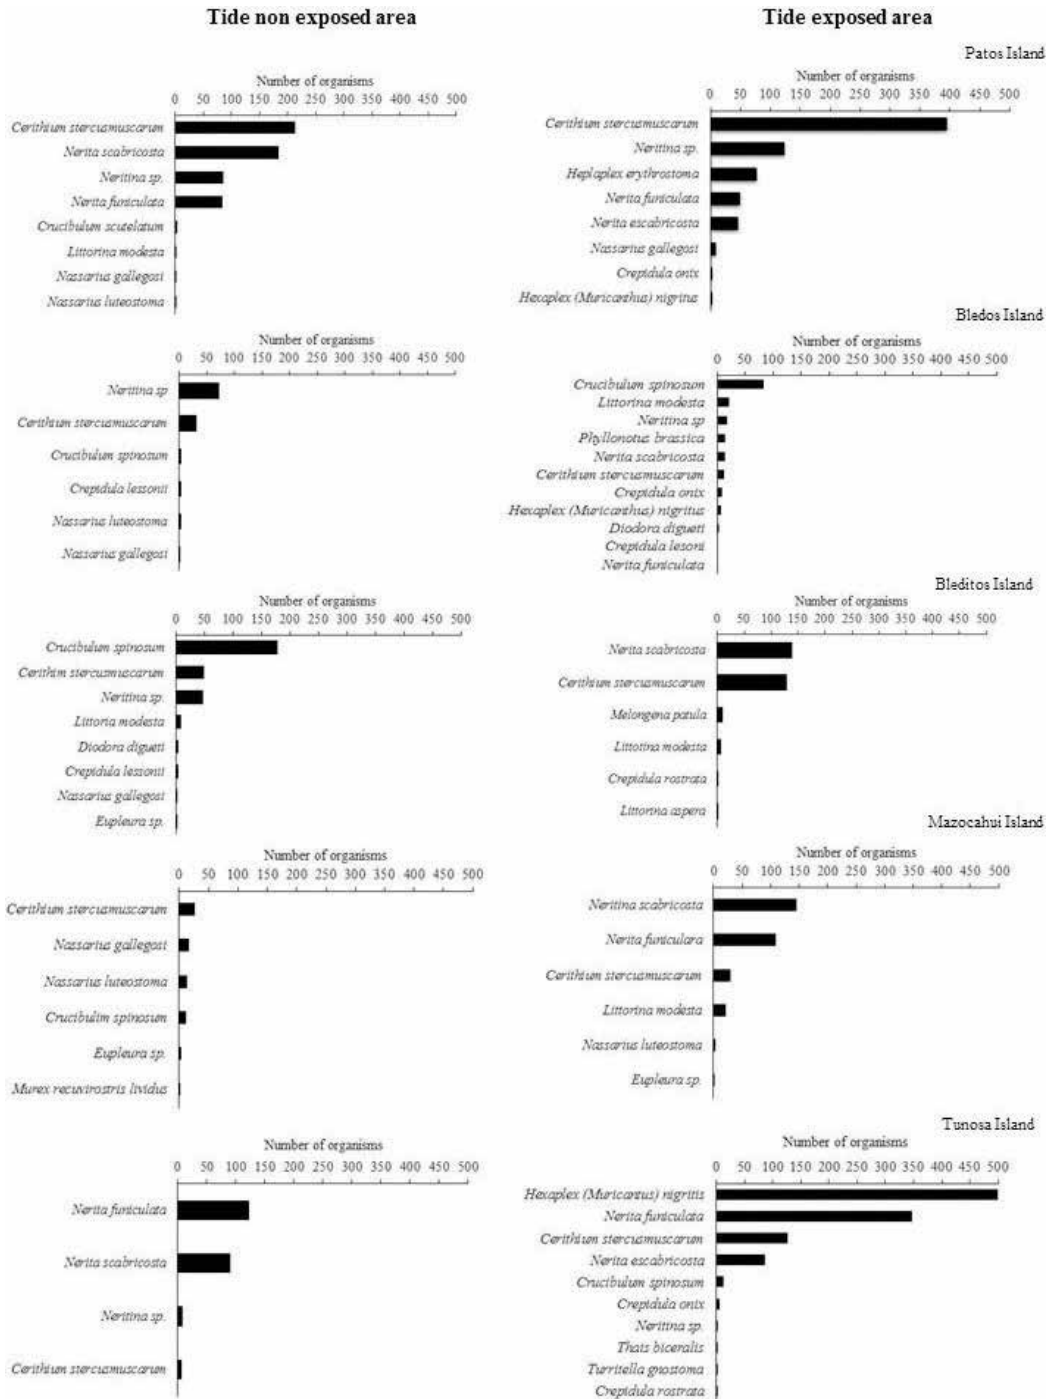 Tide non exposed area
Tide exposed area
Patos Island
Number of organisms
0 50 100 150 200 250 300 350 400 450 500
Cerithium stercusmuscarum
Nerita scabricosta
Neritina sp.
Nerita funiculata
Crucibulum scutelatum
Littorina modesta
Nassarius gallegosi
Nassarius luteostoma
Number of organisms
0 50 100 150 200 250 300 350 400 450 500
Cerithium stercusmuscarum
Neritina sp.
Heplaplex erythrostoma
Nerita funiculata
Nerita escabricosta
Nassarius gallegosi
Crepidula onix
Hexaplex (Muricanthus) nigritus
Bledos Island
Number of organisms
0 50 100 150 200 250 300 350 400 450 500
Neritina sp
Cerithium stercusmuscarum
Crucibulum spinosum
Crepidula lessonii
Nassarius luteostoma
Nassarius gallegosi
Number of organisms
0 50 100 150 200 250 300 350 400 450 500
Crucibulum spinosum
Littorina modesta
Neritina sp
Phyllonotus brassica
Nerita scabricosta
Cerithium stercusmuscarum
Crepidula onix
Hexaplex (Muricanthus) nigritus
Diodora digueti
Crepidula lesoni
Nerita funiculata
Bleditos Island
Number of organisms
0 50 100 150 200 250 300 350 400 450 500
Crucibulum spinosum
Cerithim stercusmuscarum
Neritina sp.
Littoria modesta
Diodora digueti
Crepidula lessonii
Nassarius gallegosi
Eupleura sp.
Number of organisms
0 50 100 150 200 250 300 350 400 450 500
Nerita scabricosta
Cerithium stercusmuscarum
Melongena patula
Littotina modesta
Crepidula rostrata
Littorina aspera
Mazocahui Island
Number of organisms
0 50 100 150 200 250 300 350 400 450 500
Cerithium stercusmuscarum
Nassarius gallegosi
Nassarius luteostoma
Crucibulim spinosum
Eupleura sp.
Murex recuvirostris lividus
Number of organisms
0 50 100 150 200 250 300 350 400 450 500
Neritina scabricosta
Nerita funiculara
Cerithium stercusmuscarum
Littorina modesta
Nassarius luteostoma
Eupleura sp.
Tunosa Island
Number of organisms
0 50 100 150 200 250 300 350 400 450 500
Nerita funiculata
Nerita scabricosta
Neritina sp.
Cerithium stercusmuscarum
Number of organisms
0 50 100 150 200 250 300 350 400 450 500
Hexaplex (Muricantus) nigritis
Nerita funiculata
Cerithium stercusmuscarum
Nerita escabricosta
Crucibulum spinosum
Crepidula onix
Neritina sp.
Thais biceralis
Turritella gnostoma
Crepidula rostrata